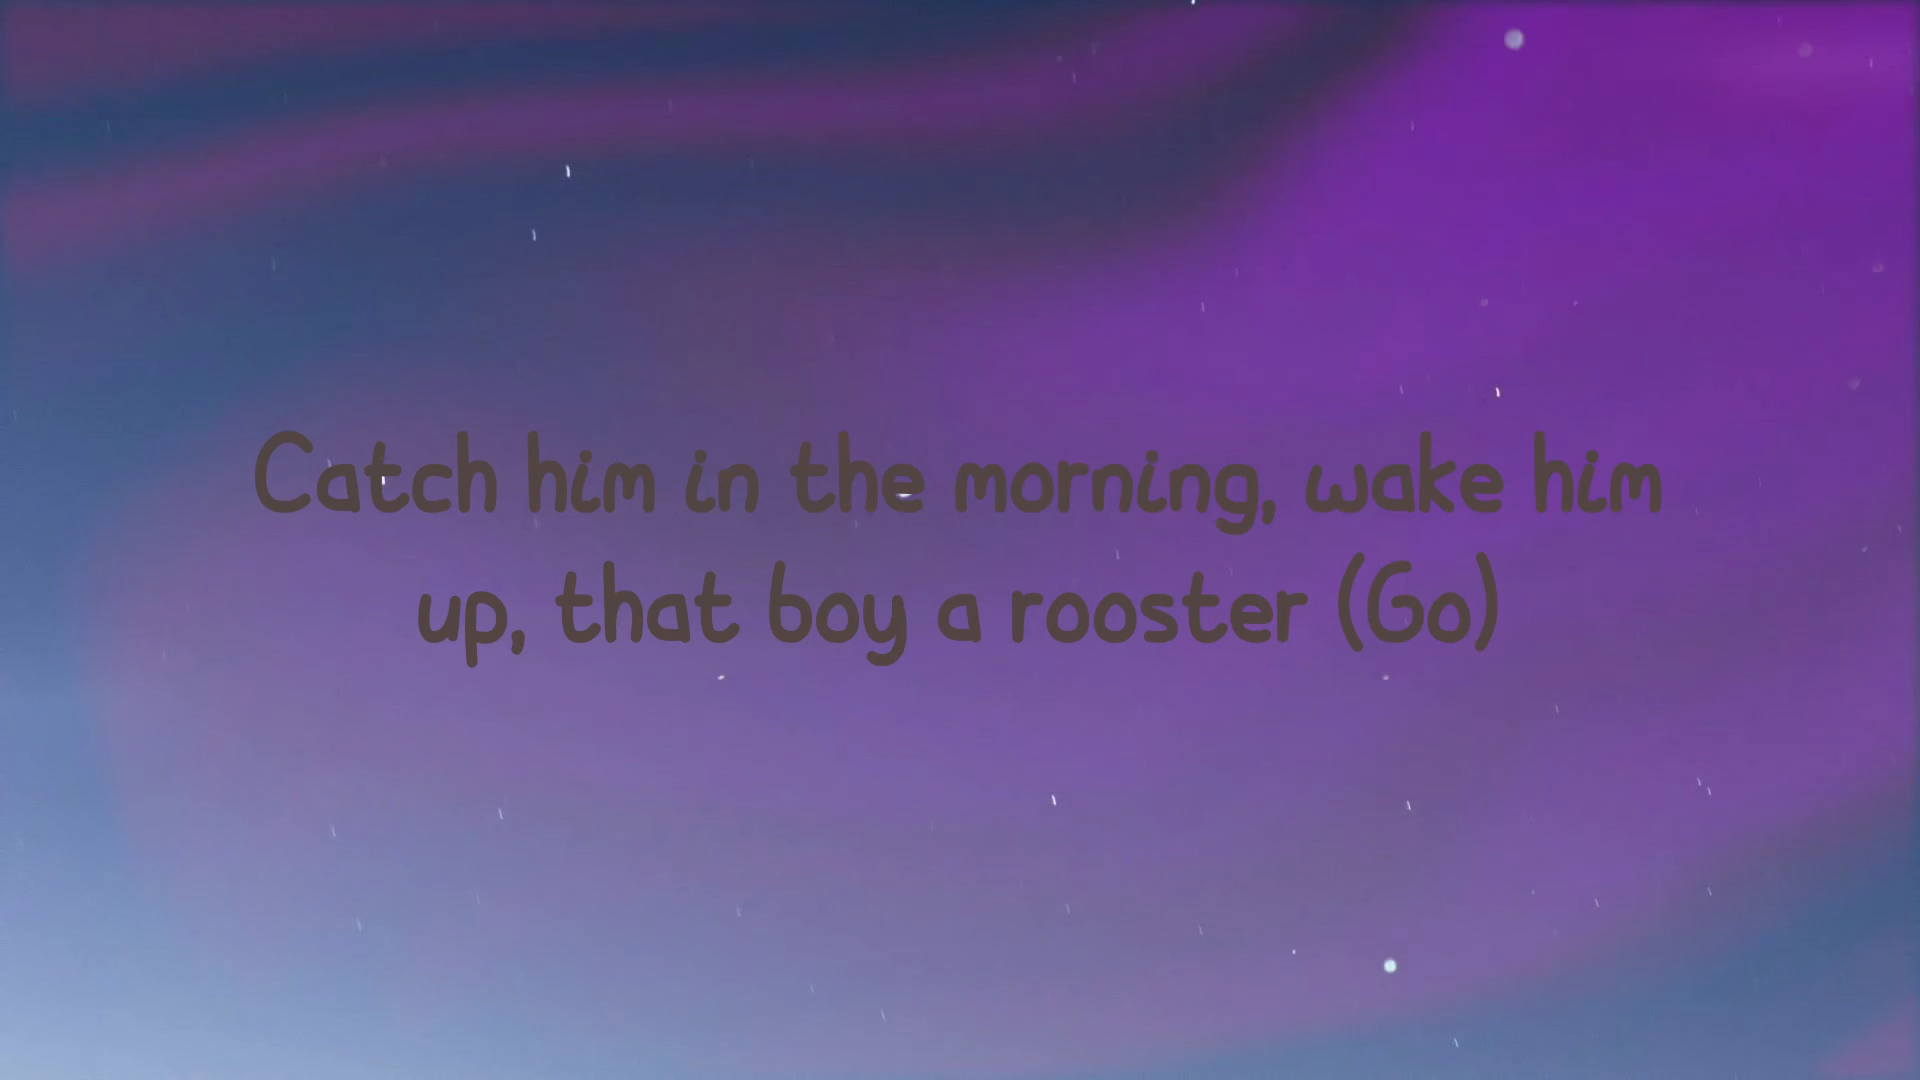 Catch him in the morning, wake him
up, that boy a rooster (Go)